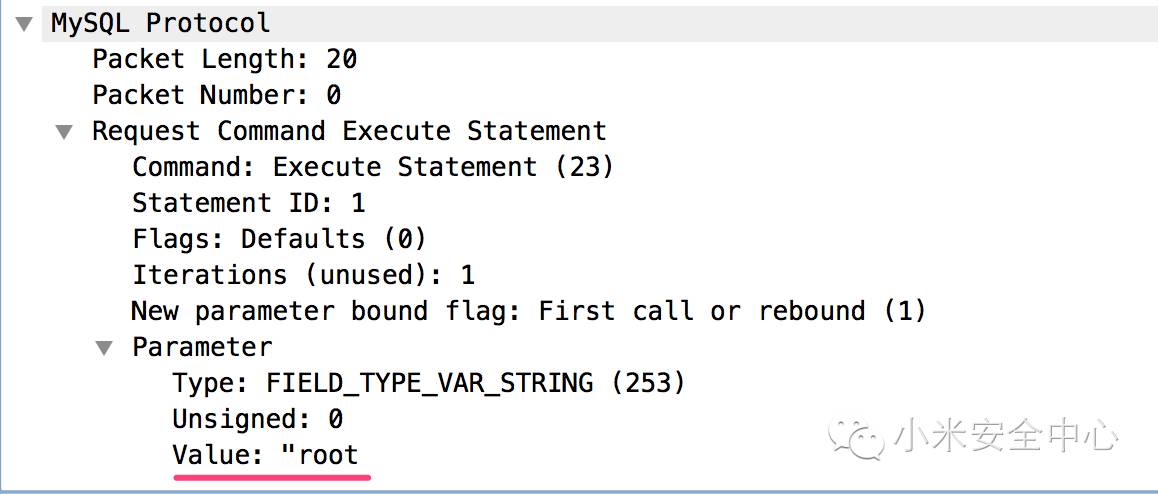 MySQL Protocol
Packet Length: 20
Packet Number: 0
Request Command Execute Statement
Command: Execute Statement (23)
Statement ID: 1
Flags: Defaults (0)
Iterations (unused): 1
New parameter bound flag: First call or rebound (1)
Parameter
Type: FIELD_TYPE_VAR_STRING (253)
Unsigned: 0
Value: "root
小米安全中心